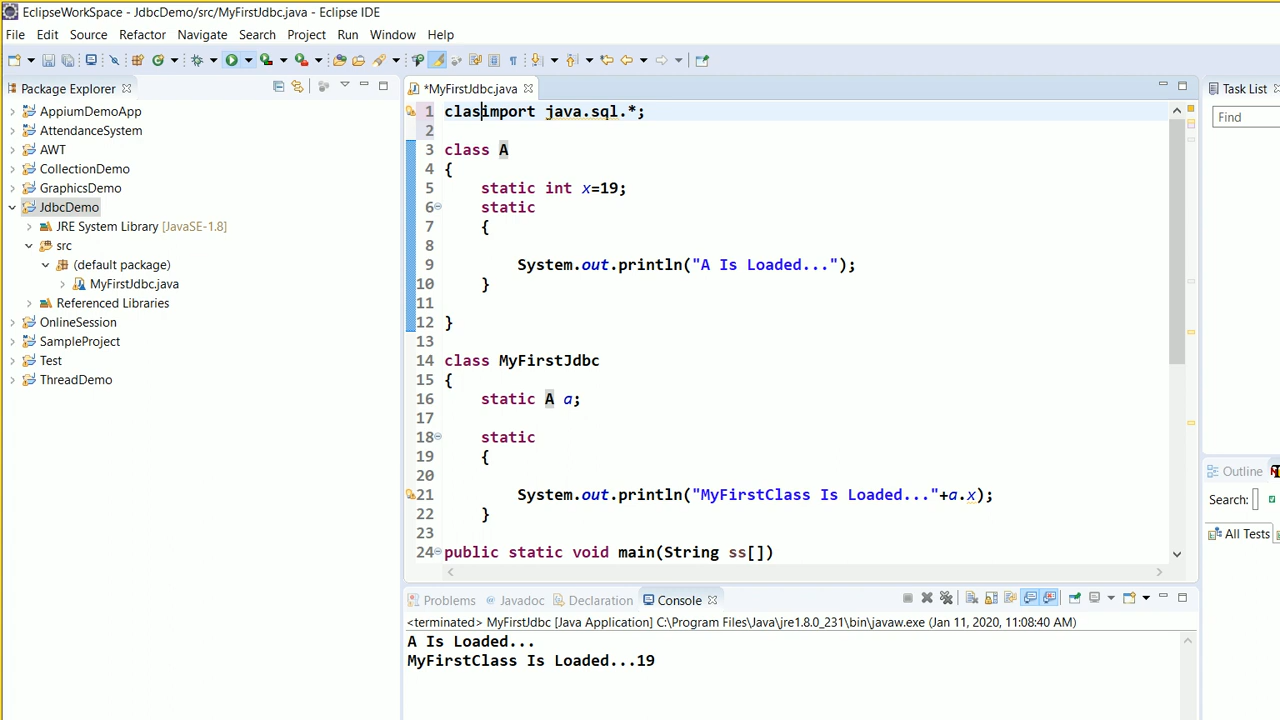 EclipseWorkSpace - JdbcDemo/src/MyFirstJdbc.java - Eclipse IDE
File Edit Source Refactor Navigate Search Project Run Window Help
Package Explorer
*MyFirstJdbc.java
Task List
AppiumDemoApp
AttendanceSystem
AWT
CollectionDemo
GraphicsDemo
JdbcDemo
JRE System Library [JavaSE-1.8]
src
(default package)
MyFirstJdbc.java
Referenced Libraries
OnlineSession
SampleProject
Test
ThreadDemo
1 clasimport java.sql.*;
2
3 class A
4 {
5 static int x=19;
6 static
7 {
8
9 System.out.println("A Is Loaded...");
10 }
11
12 }
13
14 class MyFirstJdbc
15 {
16 static A a;
17
18 static
19 {
20
21 System.out.println("MyFirstClass Is Loaded..."+a.x);
22 }
23
24 public static void main(String ss[])
Find
Outline
Search:
All Tests
Problems Javadoc Declaration Console
<terminated> MyFirstJdbc [Java Application] C:\Program Files\Java\jre1.8.0_231\bin\javaw.exe (Jan 11, 2020, 11:08:40 AM)
A Is Loaded...
MyFirstClass Is Loaded...19